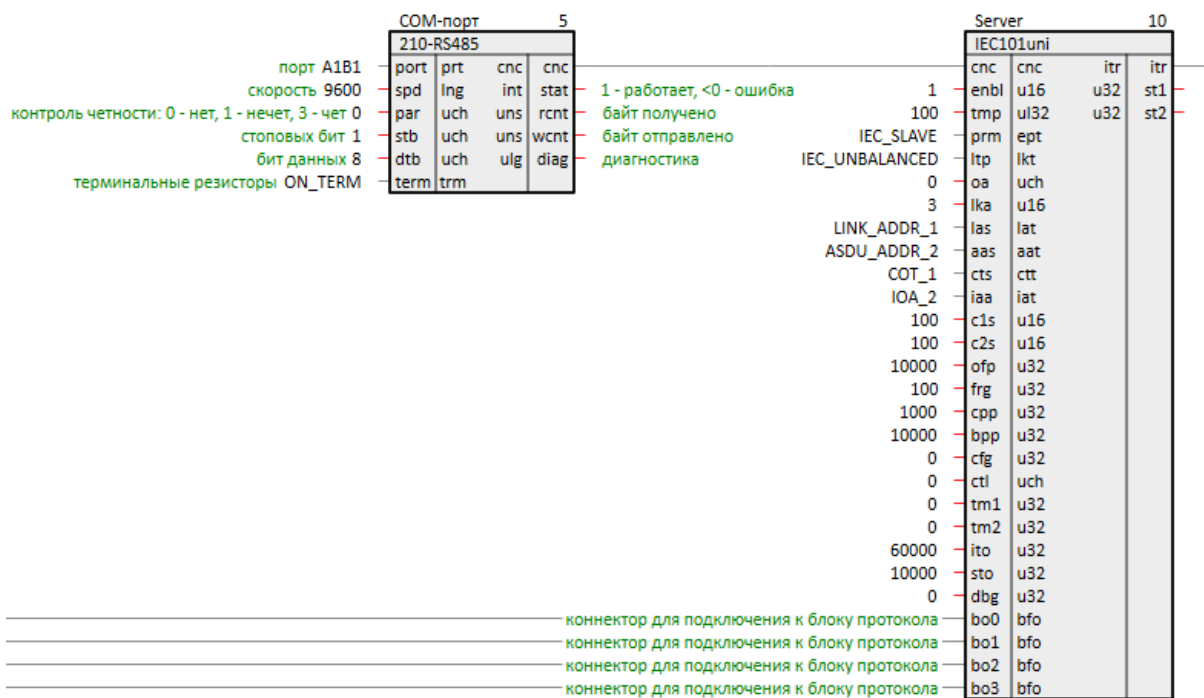 COM-порт 5
210-RS485
порт A1B1 port prt cnc cnc
скорость 9600 spd lng int stat 1 - работает, <0 - ошибка
контроль четности: 0 - нет, 1 - нечет, 3 - чет 0 par uch uns rcnt байт получено
стоповых бит 1 stb uch uns wcnt байт отправлено
бит данных 8 dtb uch ulg diag диагностика
терминальные резисторы ON_TERM term trm
Server 10
IEC101uni
cnc cnc itr itr
1 enbl u16 u32 st1
100 tmp ul32 u32 st2
IEC_SLAVE prm ept
IEC_UNBALANCED ltp lkt
0 oa uch
3 lka u16
LINK_ADDR_1 las lat
ASDU_ADDR_2 aas aat
COT_1 cts ctt
IOA_2 iaa iat
100 c1s u16
100 c2s u16
10000 ofp u32
100 frg u32
1000 cpp u32
10000 bpp u32
0 cfg u32
0 ctl uch
0 tm1 u32
0 tm2 u32
60000 ito u32
10000 sto u32
0 dbg u32
коннектор для подключения к блоку протокола bo0 bfo
коннектор для подключения к блоку протокола bo1 bfo
коннектор для подключения к блоку протокола bo2 bfo
коннектор для подключения к блоку протокола bo3 bfo